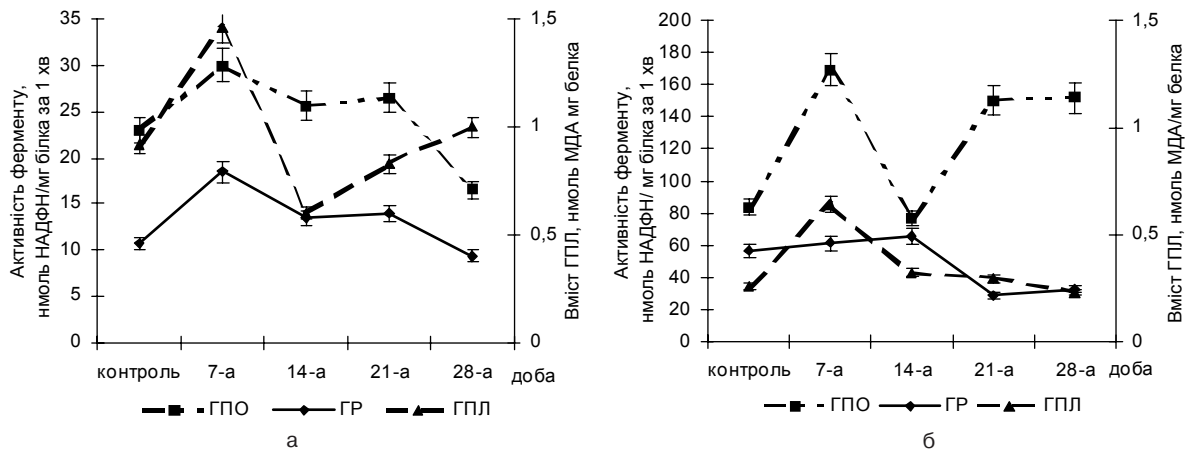 Активність ферменту,
нмоль НАДФН/мг білка за 1 хв
35
30
25
20
15
10
5
0
1,5
1
0,5
0
Вміст ГПЛ, нмоль МДА/мг белка
контроль 7-а 14-а 21-а 28-а доба
ГПО ГР ГПЛ
а
Активність ферменту,
нмоль НАДФН/ мг білка за 1 хв
200
180
160
140
120
100
80
60
40
20
0
1,5
1
0,5
0
Вміст ГПЛ, нмоль МДА/мг белка
контроль 7-а 14-а 21-а 28-а доба
ГПО ГР ГПЛ
б